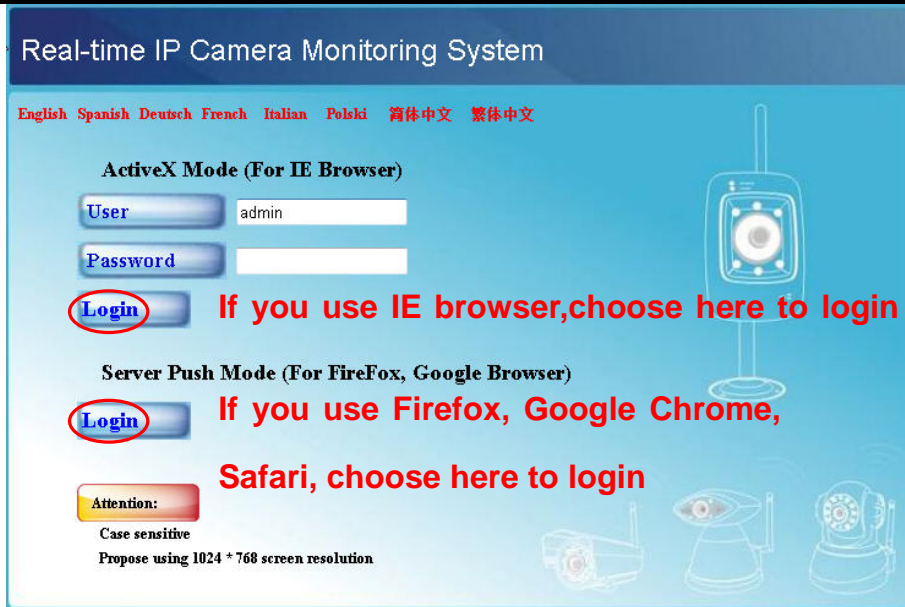 Real-time IP Camera Monitoring System
English Spanish Deutsch French Italian Polski 简体中文 繁体中文
ActiveX Mode (For IE Browser)
User admin
Password
Login If you use IE browser,choose here to login
Server Push Mode (For FireFox, Google Browser)
Login If you use Firefox, Google Chrome,
Safari, choose here to login
Attention:
Case sensitive
Propose using 1024 * 768 screen resolution